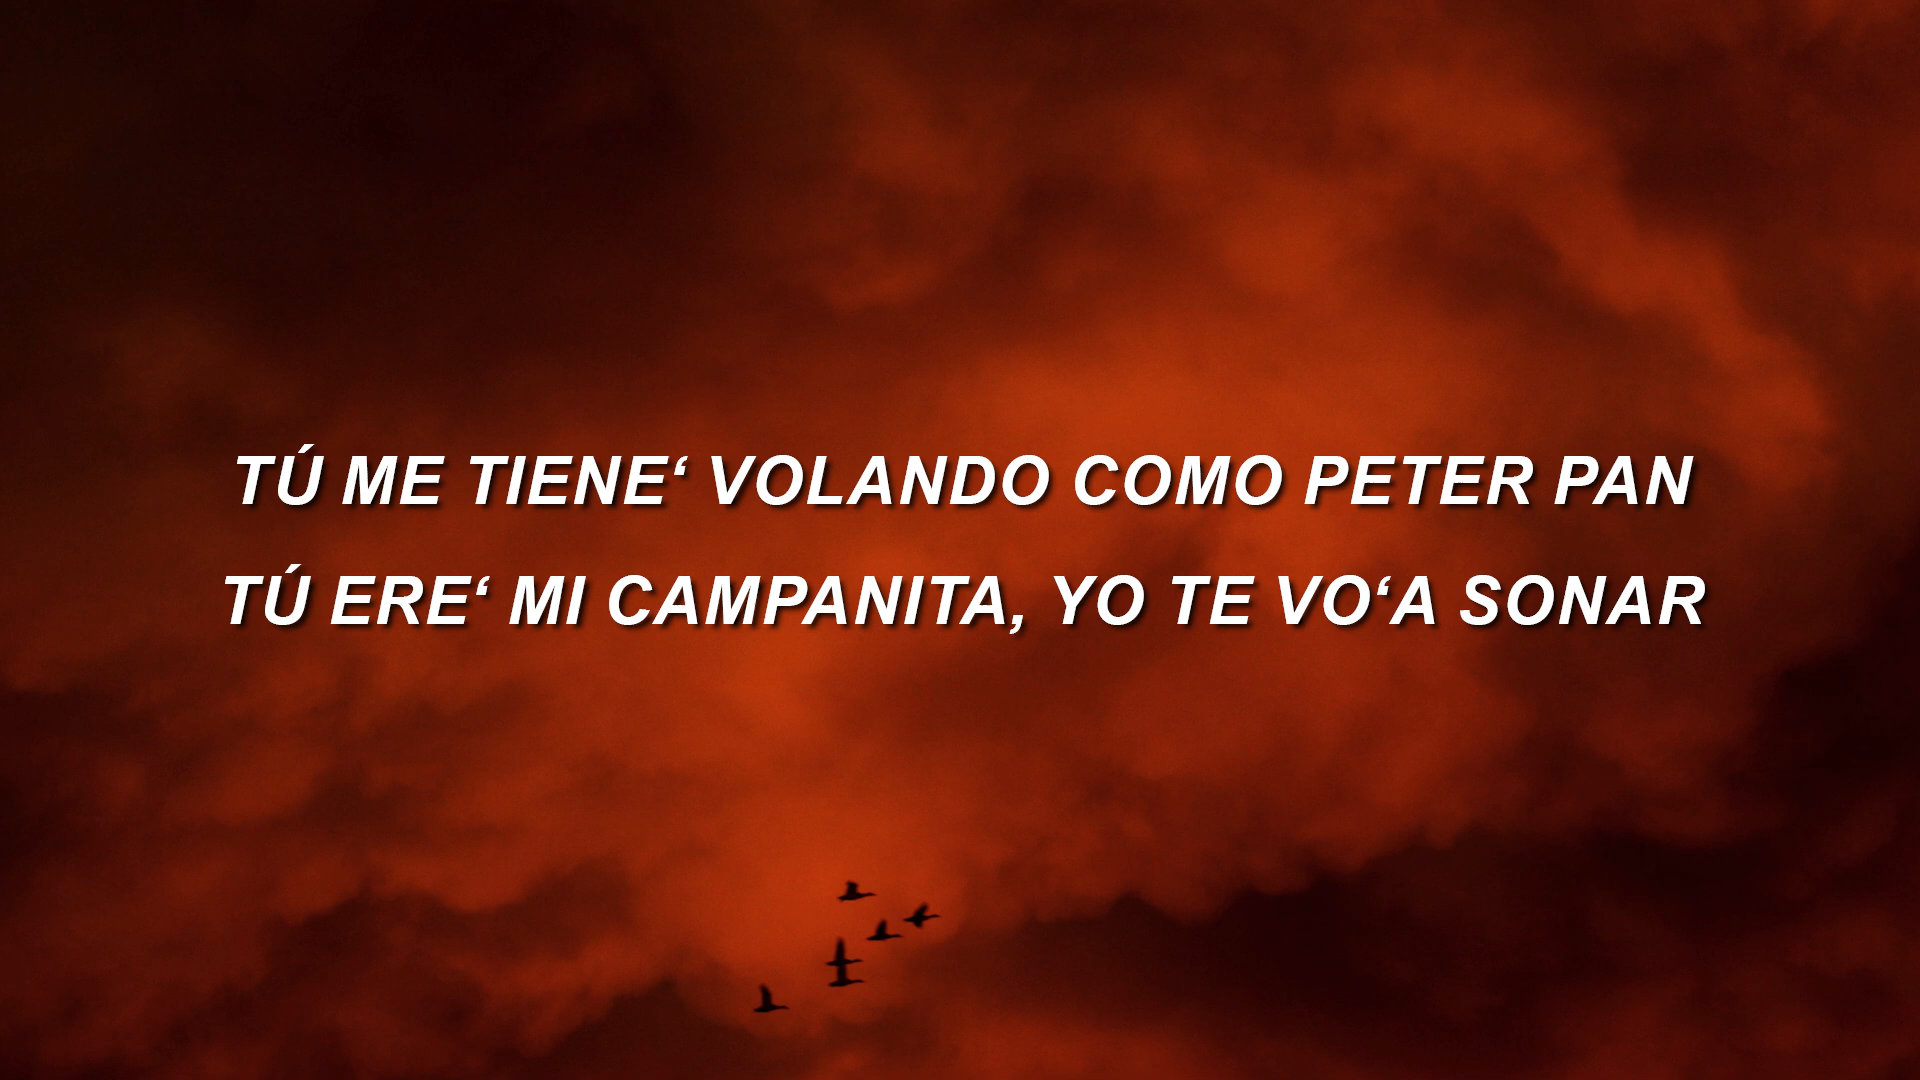 TÚ ME TIENE‘ VOLANDO COMO PETER PAN
TÚ ERE‘ MI CAMPANITA, YO TE VO‘A SONAR